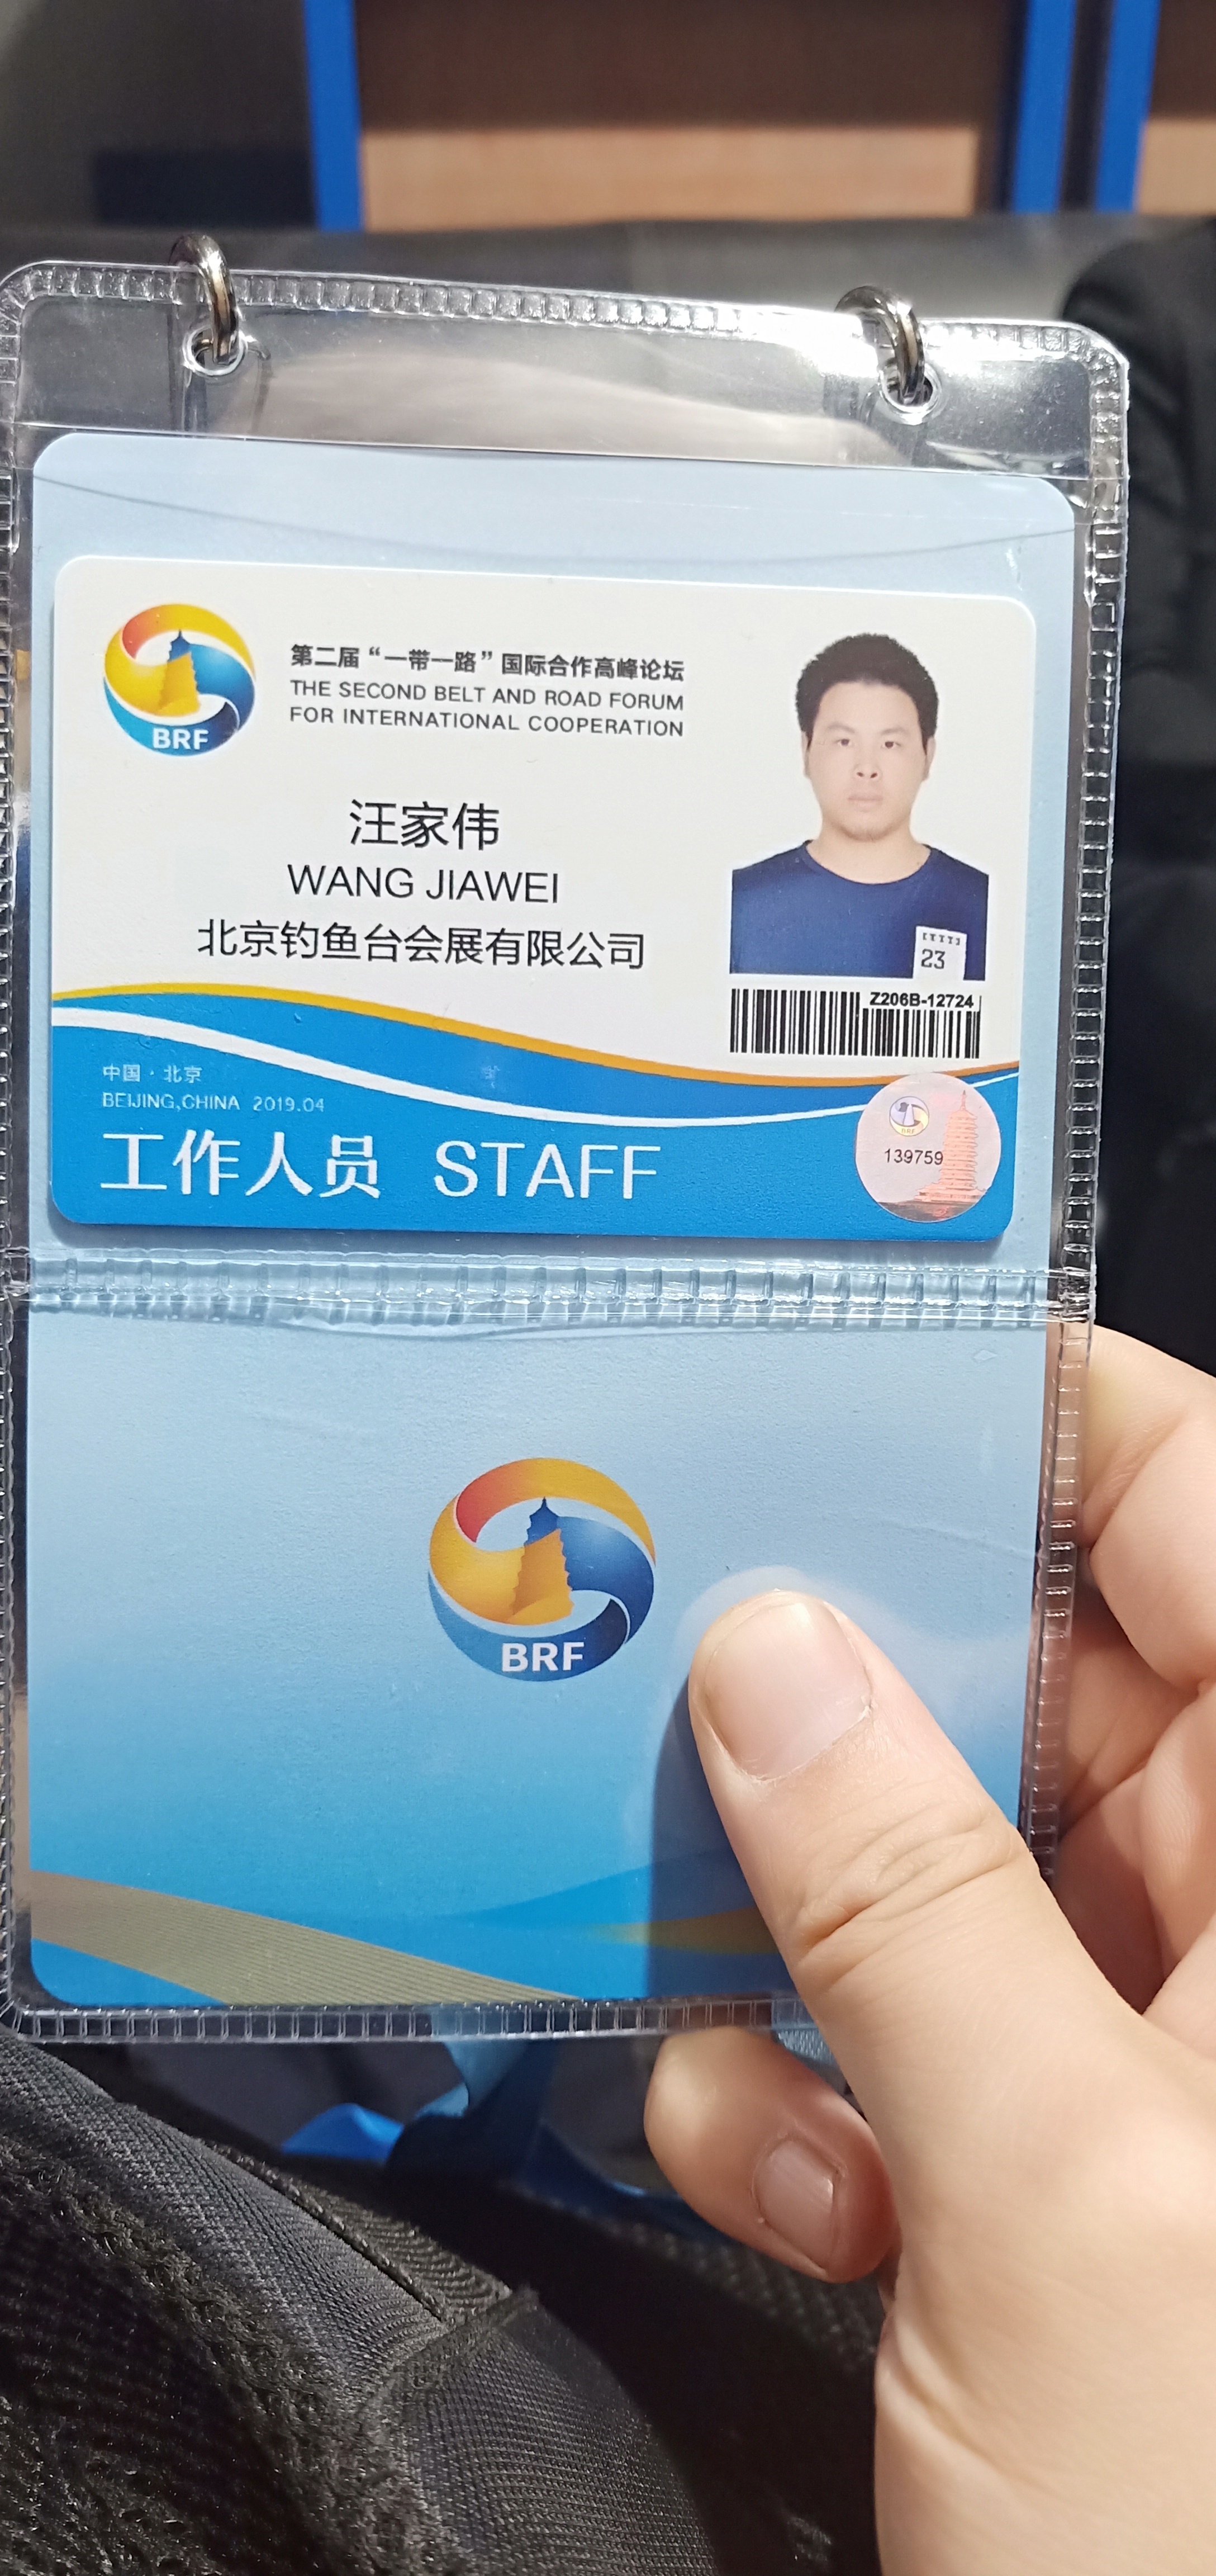 第二届“一带一路”国际合作高峰论坛
THE SECOND BELT AND ROAD FORUM
FOR INTERNATIONAL COOPERATION
BRF
汪家伟
WANG JIAWEI
北京钓鱼台会展有限公司
23
Z206B-12724
中国·北京
BEIJING,CHINA 2019.04
工作人员 STAFF
BRF
139759
BRF